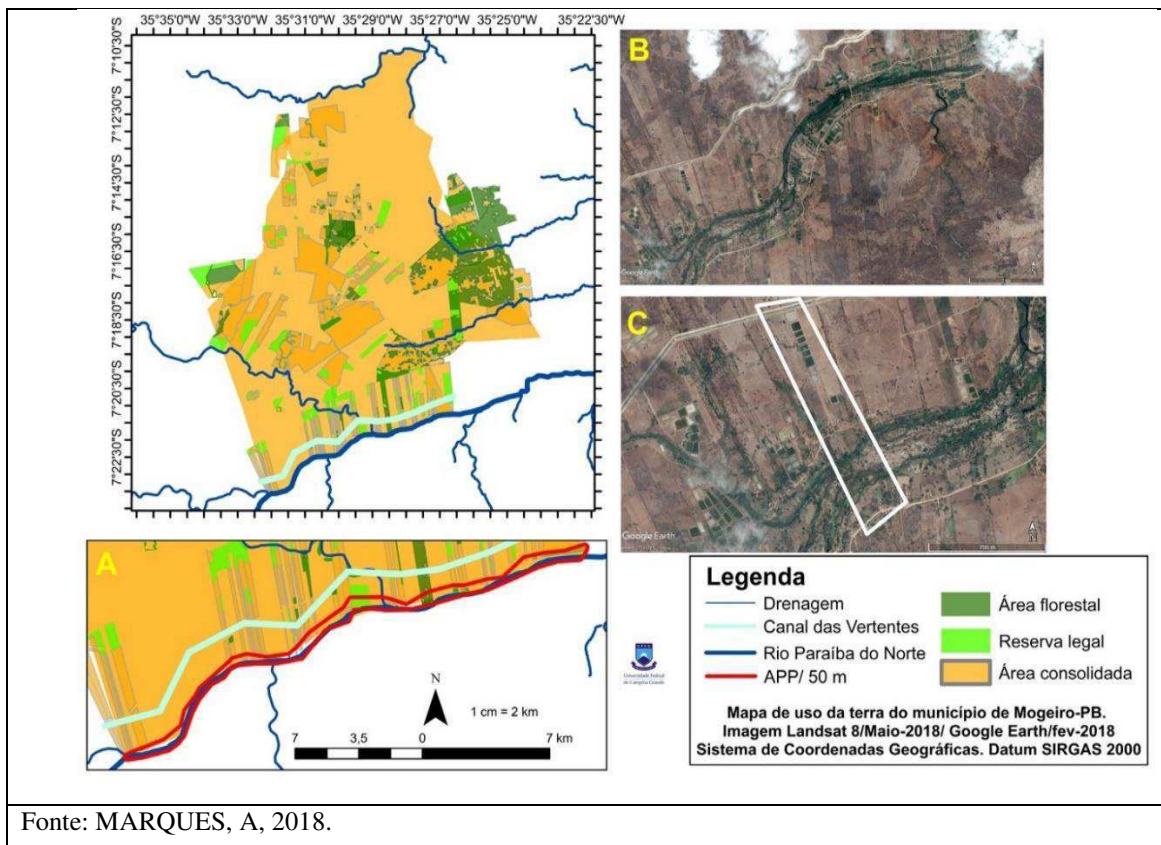 35°35'0"W 35°33'0"W 35°31'0"W 35°29'0"W 35°27'0"W 35°25'0"W 35°22'30"W
7°10'30"S
7°12'30"S
7°14'30"S
7°16'30"S
7°18'30"S
7°20'30"S
7°22'30"S
B
Google Earth
N
C
Google Earth
N
A
N
1 cm = 2 km
7 3,5 0 7 km
Legenda
Drenagem
Canal das Vertentes
Rio Paraíba do Norte
APP/ 50 m
Área florestal
Reserva legal
Área consolidada
Universidade Federal
de Campina Grande
Mapa de uso da terra do município de Mogeiro-PB.
Imagem Landsat 8/Maio-2018/ Google Earth/fev-2018
Sistema de Coordenadas Geográficas. Datum SIRGAS 2000
Fonte: MARQUES, A, 2018.